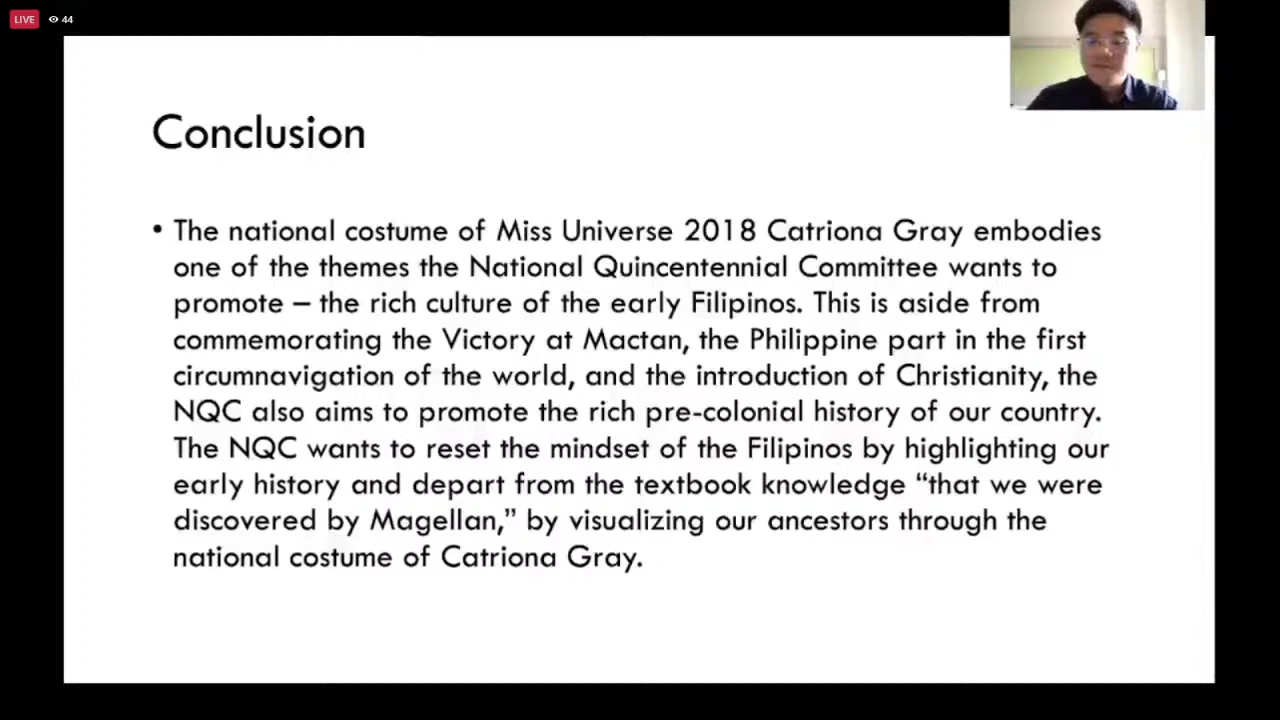 LIVE 44
Conclusion
• The national costume of Miss Universe 2018 Catriona Gray embodies
one of the themes the National Quincentennial Committee wants to
promote – the rich culture of the early Filipinos. This is aside from
commemorating the Victory at Mactan, the Philippine part in the first
circumnavigation of the world, and the introduction of Christianity, the
NQC also aims to promote the rich pre-colonial history of our country.
The NQC wants to reset the mindset of the Filipinos by highlighting our
early history and depart from the textbook knowledge “that we were
discovered by Magellan,” by visualizing our ancestors through the
national costume of Catriona Gray.